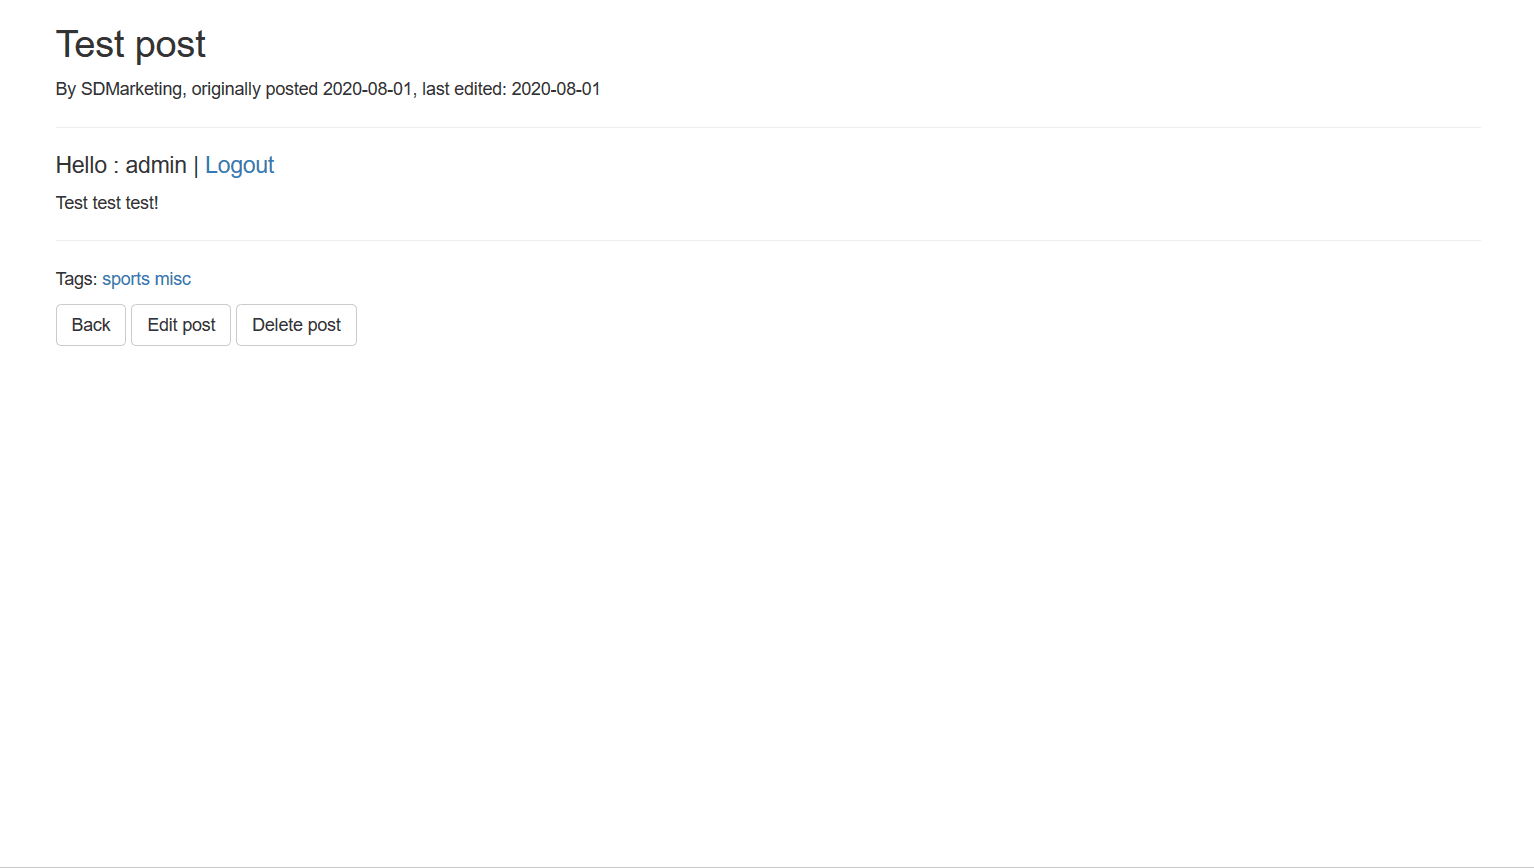 Test post
By SDMarketing, originally posted 2020-08-01, last edited: 2020-08-01
Hello : admin | Logout
Test test test!
Tags: sports misc
Back Edit post Delete post